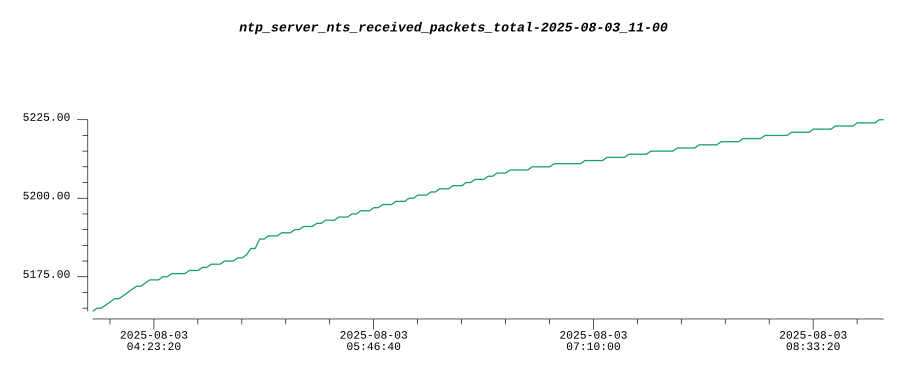 ntp_server_nts_received_packets_total-2025-08-03_11-00
5225.00
5200.00
5175.00
2025-08-03 2025-08-03 2025-08-03 2025-08-03
04:23:20 05:46:40 07:10:00 08:33:20